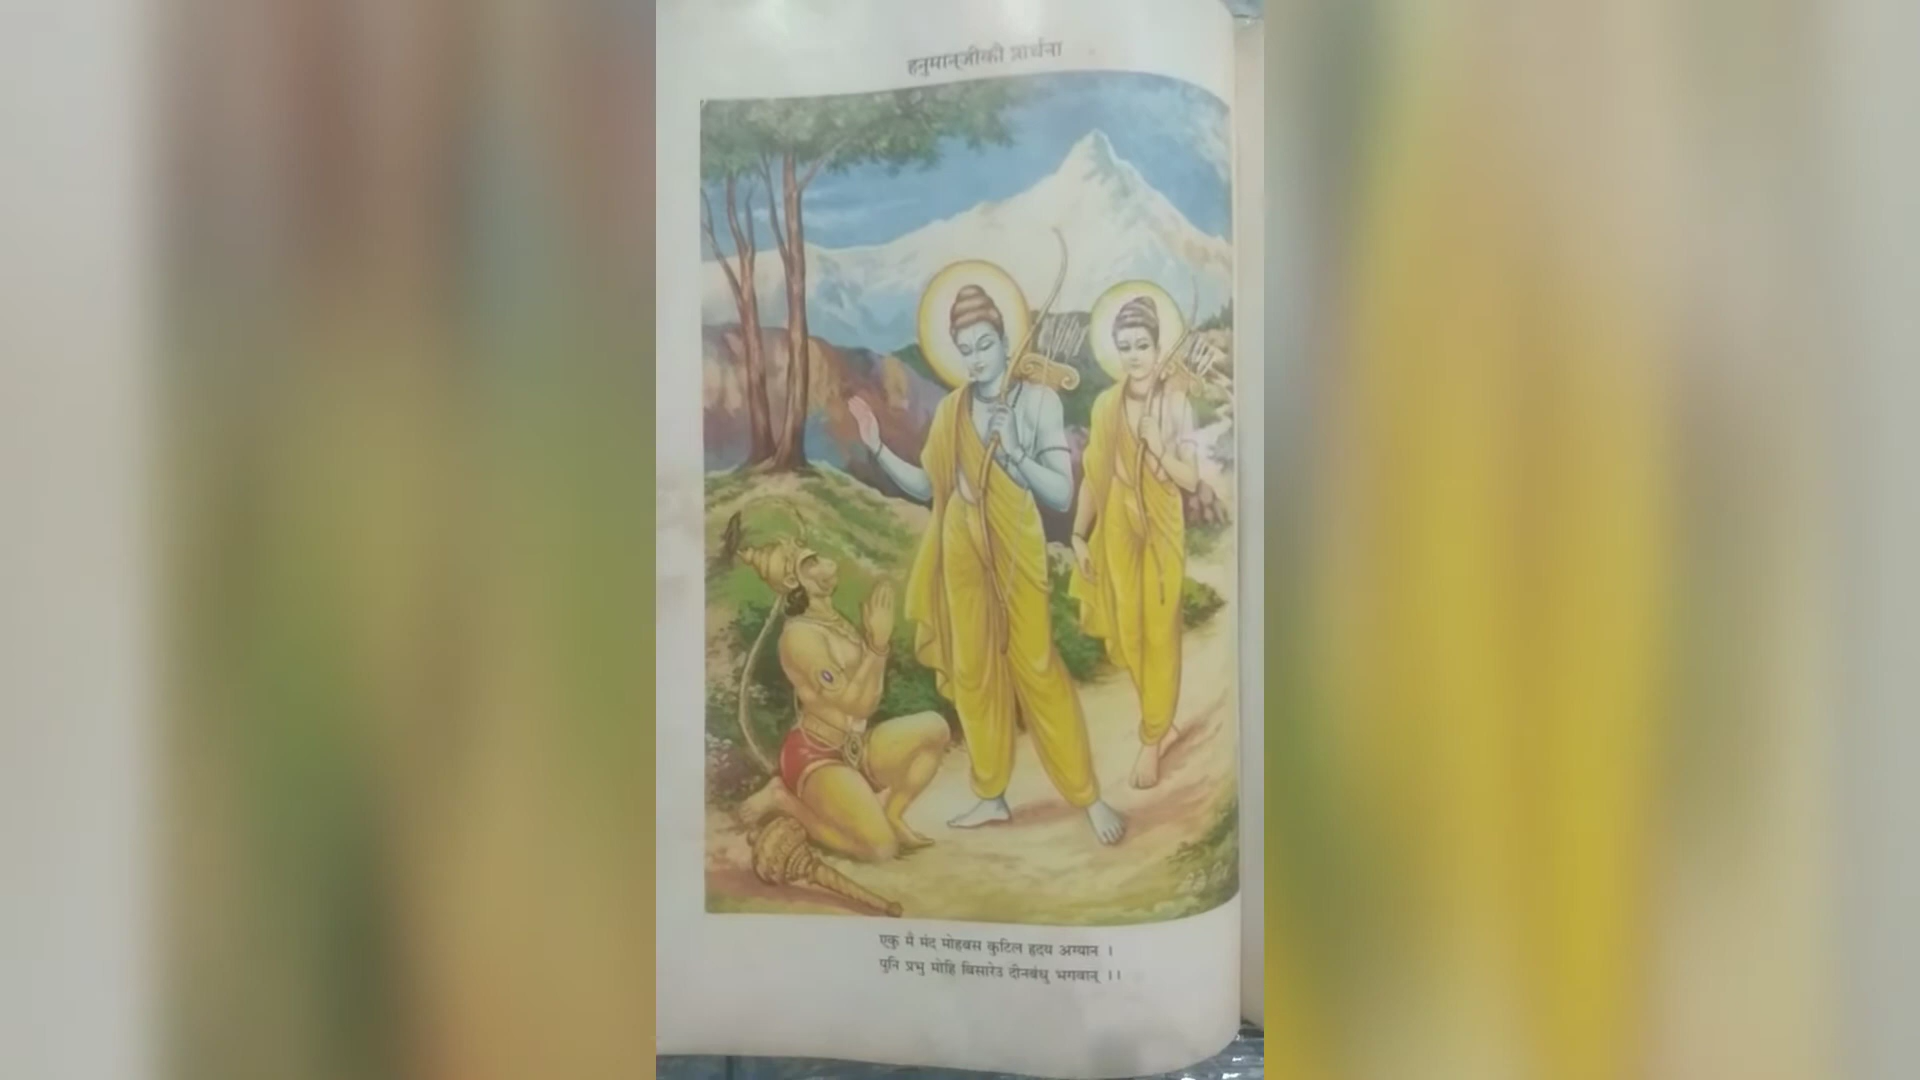 हनुमान्‌जीकी प्रार्थना
एकु मैं मंद मोहबस कुटिल हृदय अग्यान ।
पुनि प्रभु मोहि बिसारेउ दीनबंधु भगवान् ।।